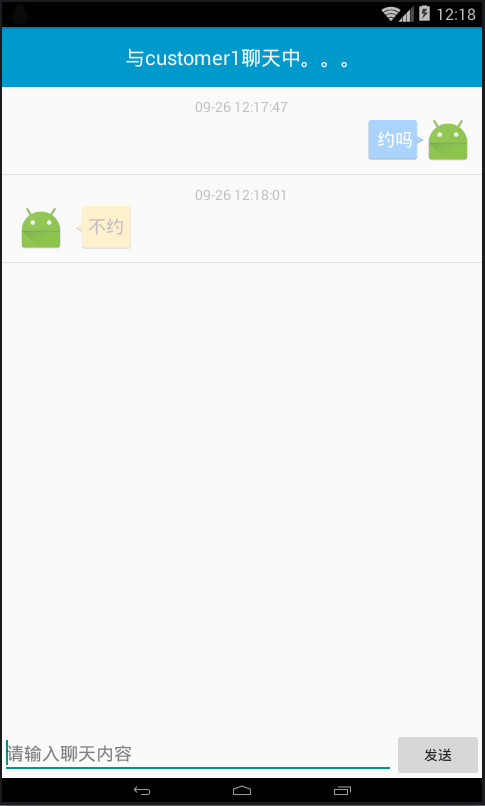 12:18
与customer1聊天中。。。
09-26 12:17:47
约吗
09-26 12:18:01
不约
请输入聊天内容
发送